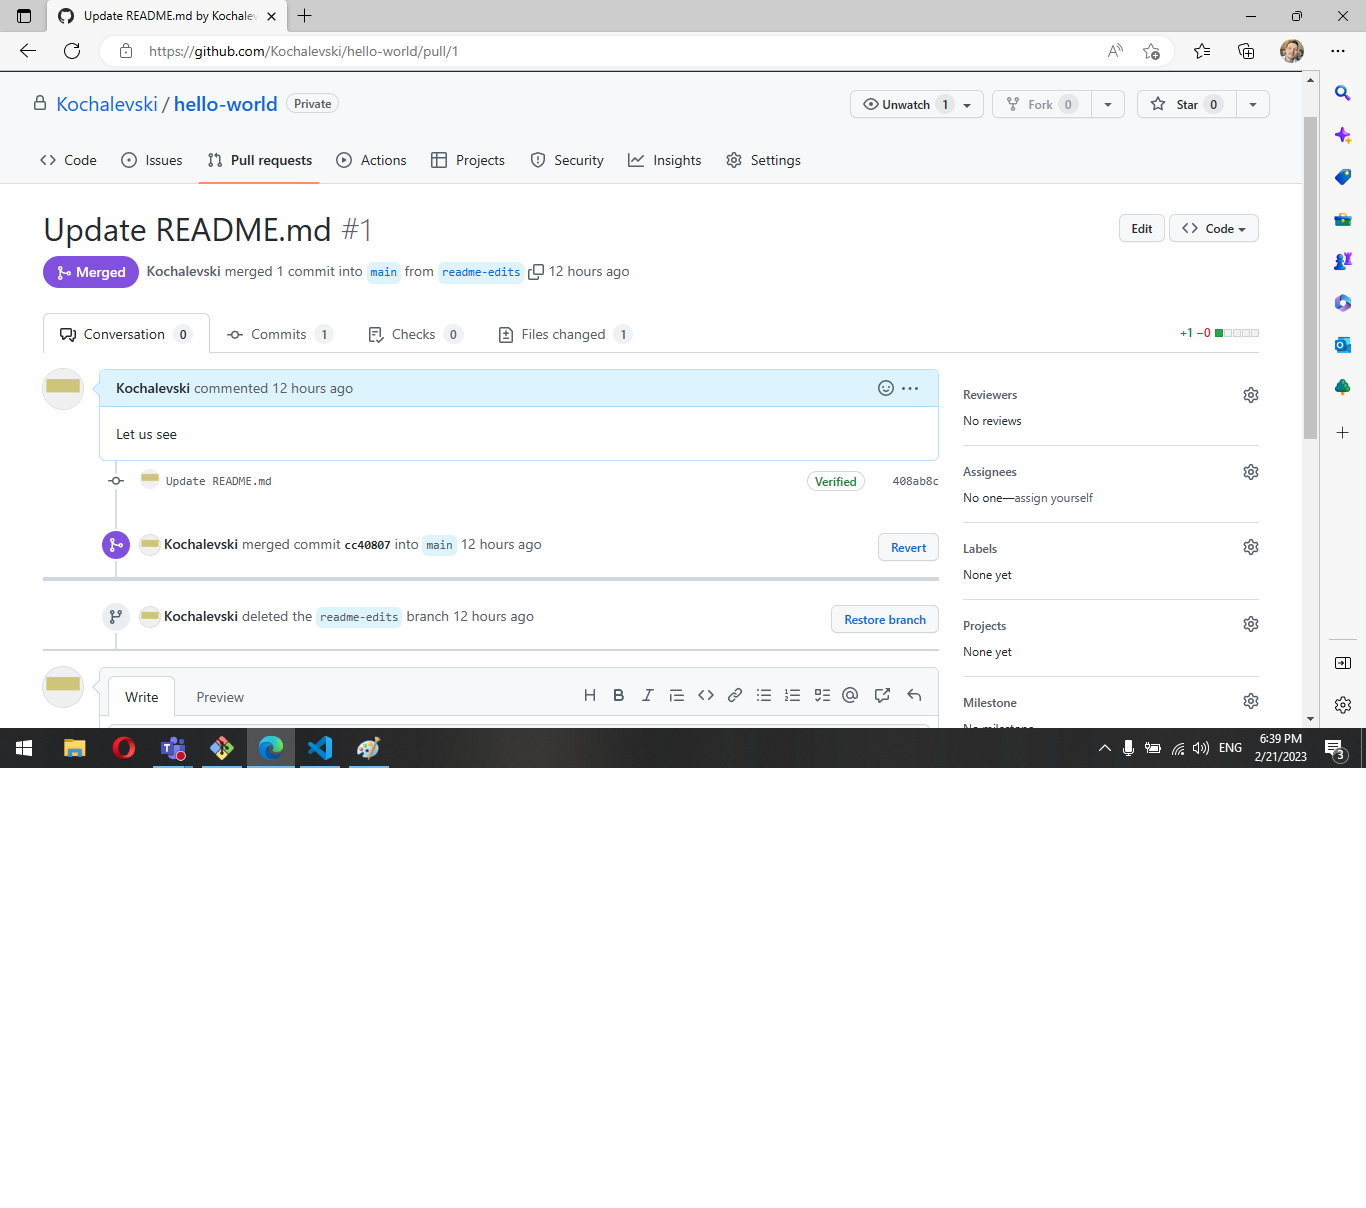 Update README.md by Kochalev
https://github.com/Kochalevski/hello-world/pull/1
Kochalevski / hello-world Private
Unwatch 1 Fork 0 Star 0
Code Issues Pull requests Actions Projects Security Insights Settings
Update README.md #1
Edit Code
Merged Kochalevski merged 1 commit into main from readme-edits 12 hours ago
Conversation 0 Commits 1 Checks 0 Files changed 1
+1 −0
Kochalevski commented 12 hours ago
Let us see
Update README.md Verified 408ab8c
Kochalevski merged commit cc40807 into main 12 hours ago Revert
Kochalevski deleted the readme-edits branch 12 hours ago Restore branch
Write Preview
Reviewers
No reviews
Assignees
No one—assign yourself
Labels
None yet
Projects
None yet
Milestone
No milestone
ENG
6:39 PM
2/21/2023
3